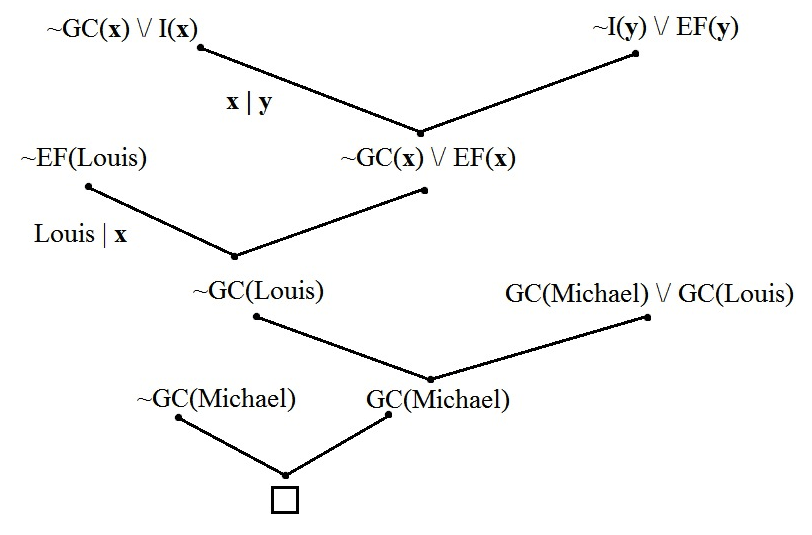 ~GC(x) \/ I(x)
~I(y) \/ EF(y)
x | y
~EF(Louis)
~GC(x) \/ EF(x)
Louis | x
~GC(Louis)
GC(Michael) \/ GC(Louis)
~GC(Michael)
GC(Michael)